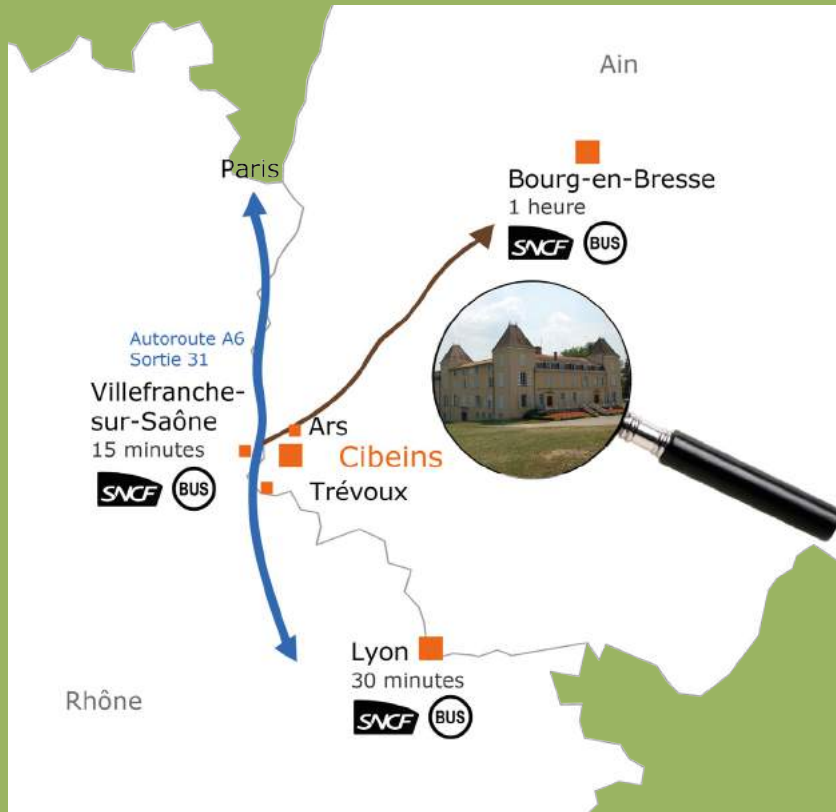 Ain
Paris
Bourg-en-Bresse
1 heure
SNCF BUS
Autoroute A6
Sortie 31
Villefranche-
sur-Saône
15 minutes
SNCF BUS
Ars
Cibeins
Trévoux
Lyon
30 minutes
SNCF BUS
Rhône